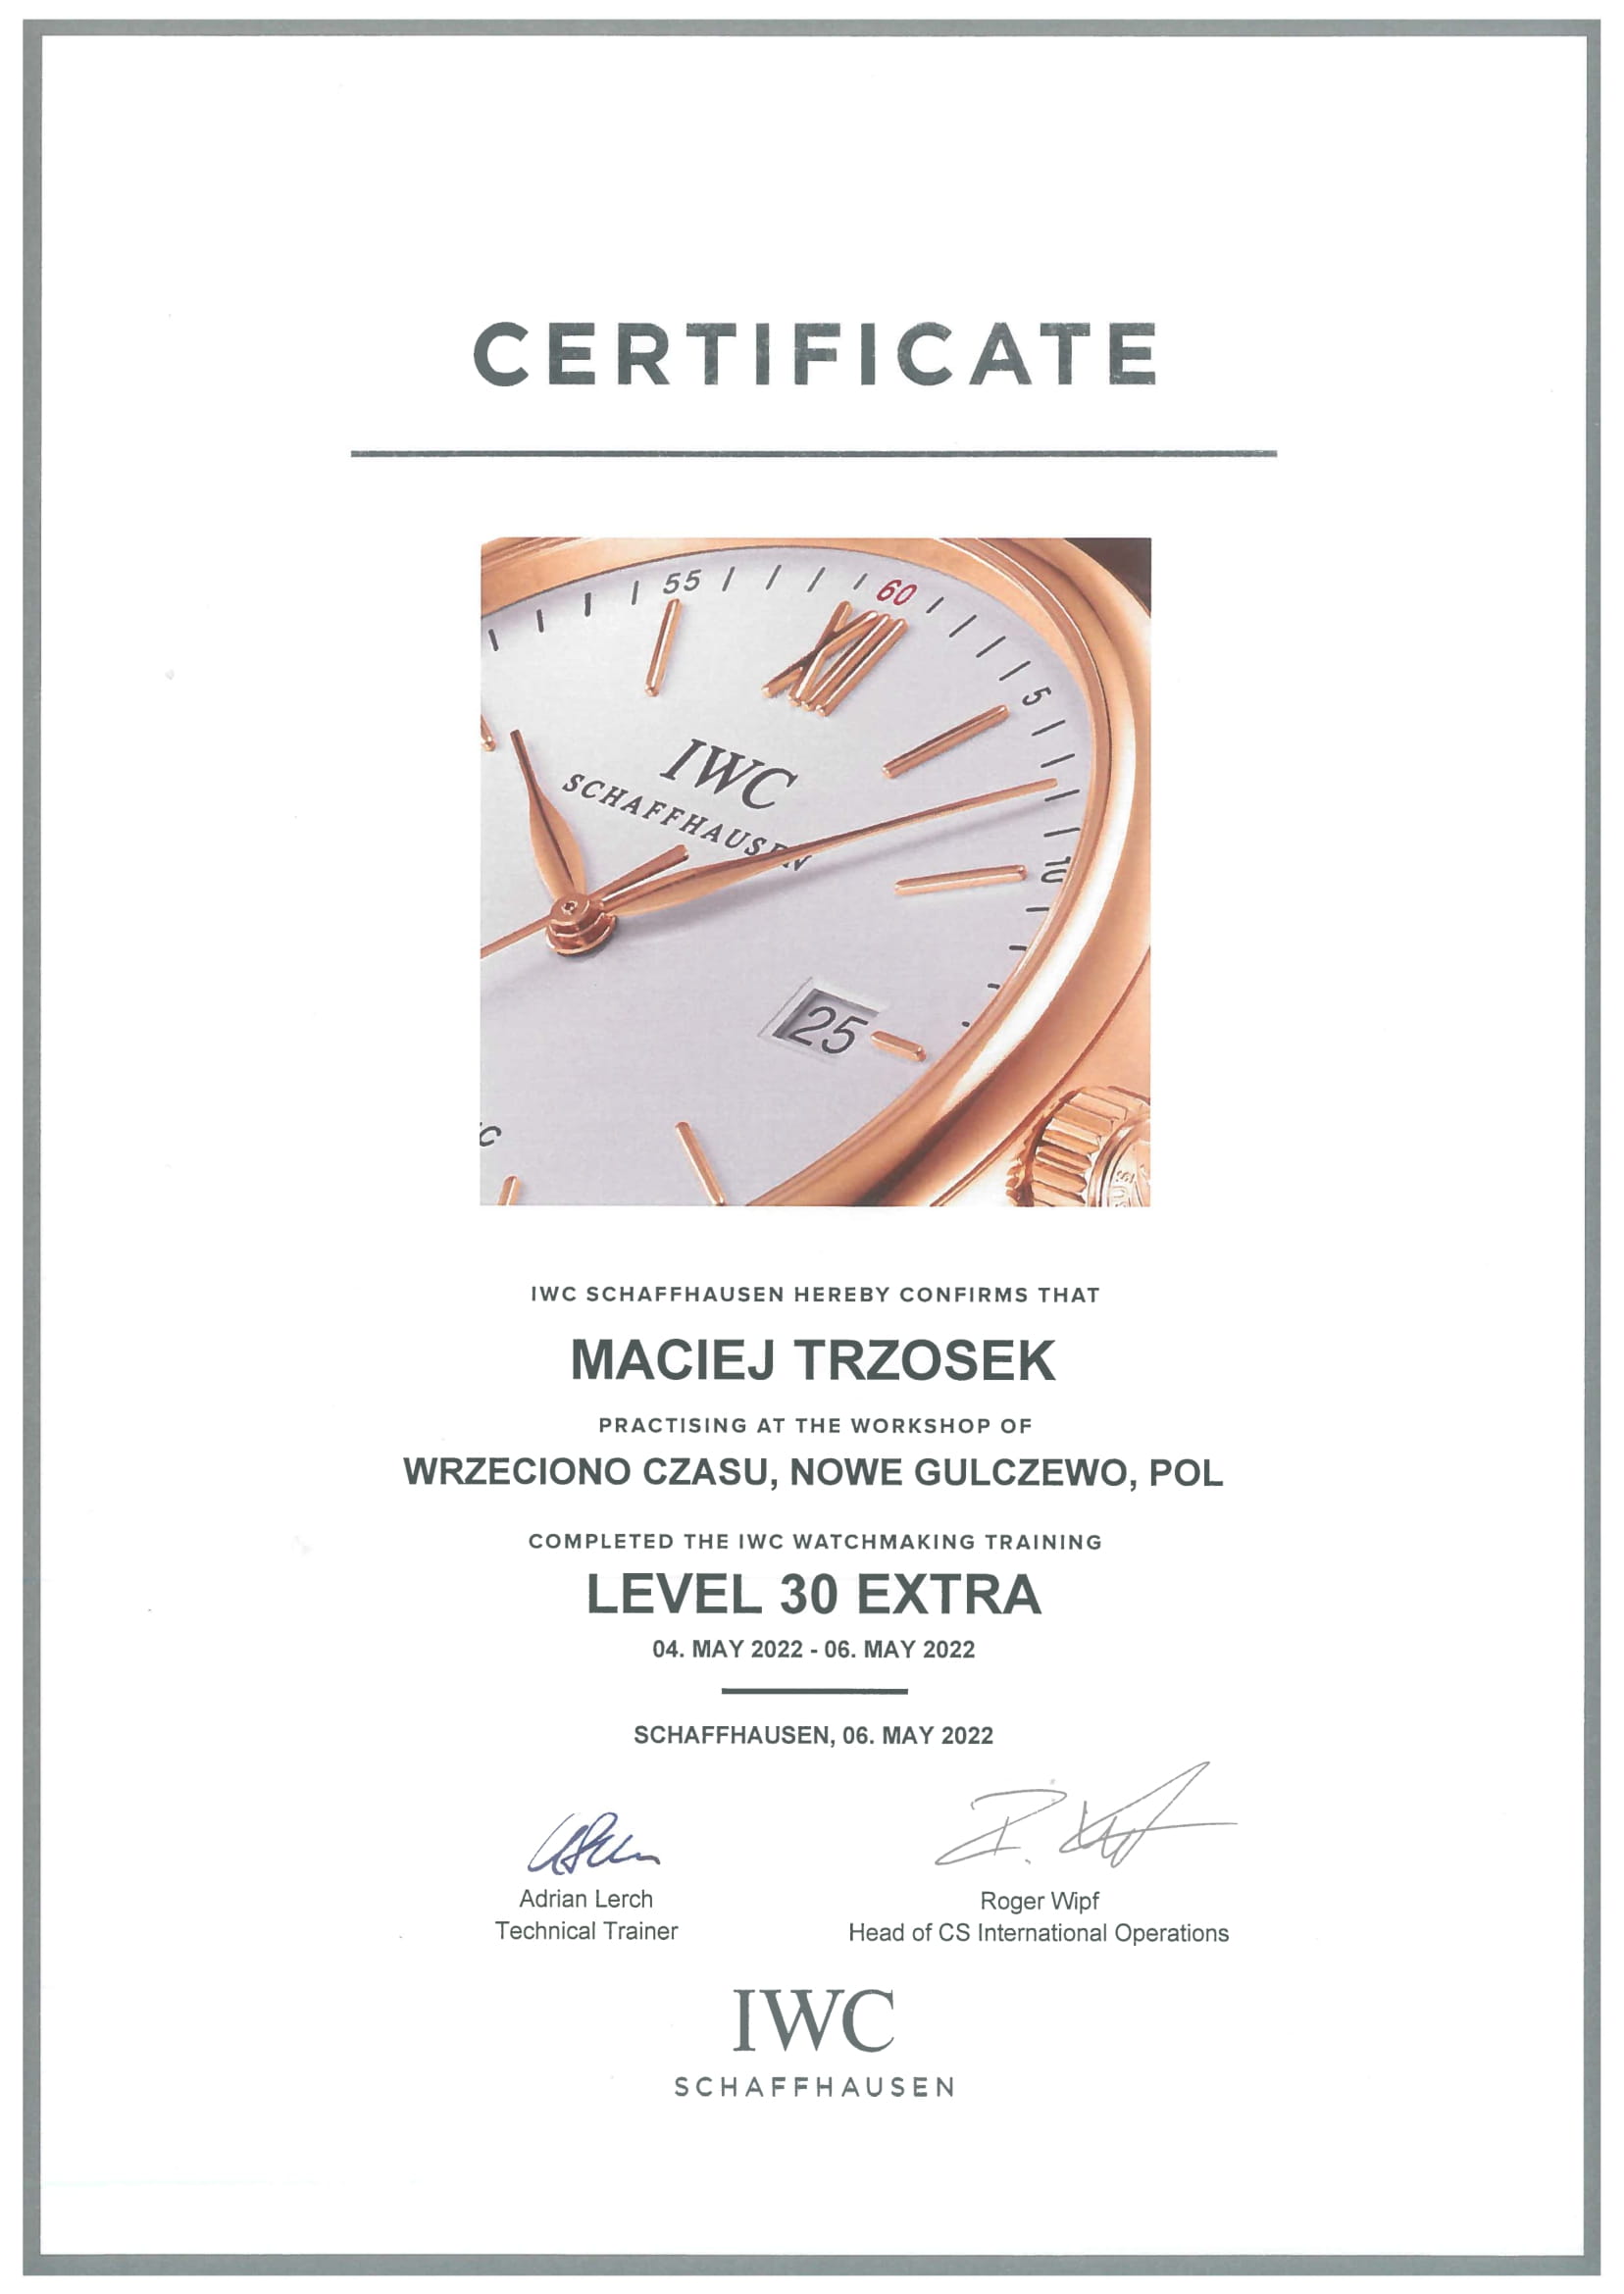 CERTIFICATE
55
60
5
XII
IWC
SCHAFFHAUSEN
10
25
IWC SCHAFFHAUSEN HEREBY CONFIRMS THAT
MACIEJ TRZOSEK
PRACTISING AT THE WORKSHOP OF
WRZECIONO CZASU, NOWE GULCZEWO, POL
COMPLETED THE IWC WATCHMAKING TRAINING
LEVEL 30 EXTRA
04. MAY 2022 - 06. MAY 2022
SCHAFFHAUSEN, 06. MAY 2022
Adrian Lerch
Technical Trainer
Roger Wipf
Head of CS International Operations
IWC
SCHAFFHAUSEN